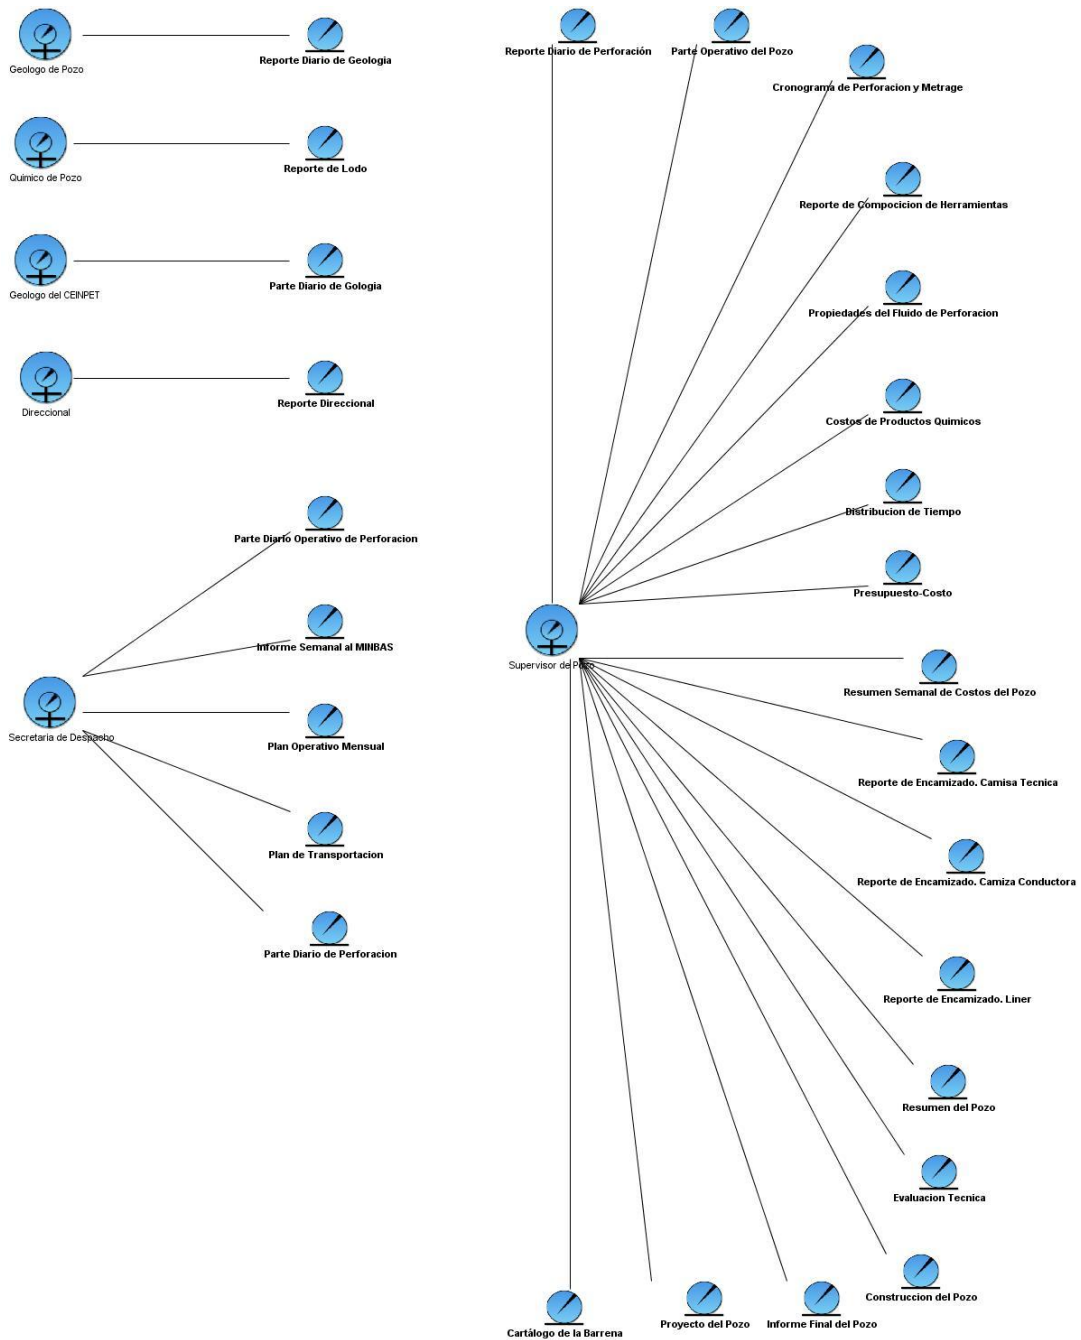 Geologo de Pozo
Reporte Diario de Geologia
Quimico de Pozo
Reporte de Lodo
Geologo del CEINPET
Parte Diario de Gologia
Direccional
Reporte Direccional
Parte Diario Operativo de Perforacion
Informe Semanal al MINBAS
Secretaria de Despacho
Plan Operativo Mensual
Plan de Transportacion
Parte Diario de Perforacion
Reporte Diario de Perforación
Parte Operativo del Pozo
Cronograma de Perforacion y Metrage
Reporte de Compocicion de Herramientas
Propiedades del Fluido de Perforacion
Costos de Productos Quimicos
Distribucion de Tiempo
Presupuesto-Costo
Supervisor de Pozo
Resumen Semanal de Costos del Pozo
Reporte de Encamizado. Camisa Tecnica
Reporte de Encamizado. Camiza Conductora
Reporte de Encamizado. Liner
Resumen del Pozo
Evaluacion Tecnica
Construccion del Pozo
Cartálogo de la Barrena
Proyecto del Pozo
Informe Final del Pozo